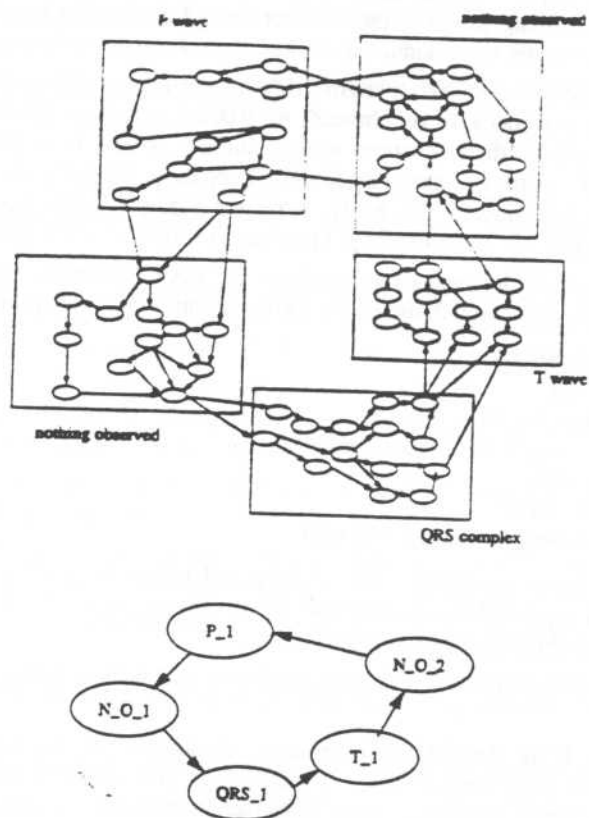 P wave
nothing observed
T wave
nothing observed
QRS complex
P_1
N_O_2
N_O_1
T_1
QRS_1